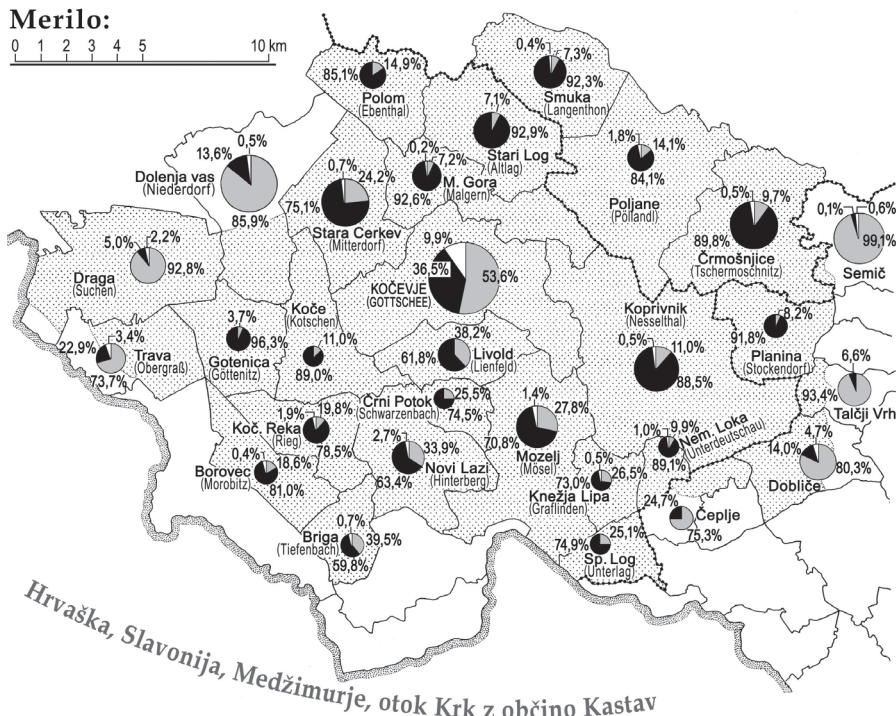 Merilo:
0 1 2 3 4 5 10 km
85,1% 14,9%
Polom
(Ebenthal)
0,4% 7,3%
92,3%
Smuka
(Langenthon)
7,1%
92,9%
Stari Log
(Altlag)
13,6% 0,5%
Dolenja vas
(Niederdorf)
85,9%
0,7%
24,2%
75,1%
Stara Cerkev
(Mitterdorf)
0,2%
7,2%
M. Gora
(Malgern)
92,6%
1,8% 14,1%
84,1%
Poljane
(Pöllandl)
0,5% 9,7%
89,8%
Črmošnjice
(Tschermoschnitz)
0,1% 0,6%
99,1%
Semič
5,0% 2,2%
92,8%
Draga
(Suchen)
9,9%
36,5% 53,6%
KOČEVJE
(GOTTSCHEE)
22,9% 3,4%
73,7%
Trava
(Obergraß)
3,7%
96,3%
Gotenica
(Göttenitz)
Koče
(Kotschen)
11,0%
89,0%
38,2%
61,8%
Livold
(Lienfeld)
Koprivnik
(Nesselthal)
0,5% 11,0%
88,5%
8,2%
91,8%
Planina
(Stockendorf)
6,6%
93,4%
Talčji Vrh
Črni Potok
(Schwarzenbach)
25,5%
74,5%
Koč. Reka
(Rieg)
1,9% 19,8%
78,5%
2,7% 33,9%
63,4%
Novi Lazi
(Hinterberg)
1,4%
27,8%
70,8%
Mozelj
(Mösel)
1,0% 9,9%
89,1%
Nem. Loka
(Unterdeutschau)
14,0% 4,7%
80,3%
Dobliče
0,4% 18,6%
81,0%
Borovec
(Morobitz)
0,5%
26,5%
73,0%
Knežja Lipa
(Graflinden)
24,7%
75,3%
Čeplje
0,7%
39,5%
59,8%
Briga
(Tiefenbach)
25,1%
74,9%
Sp. Log
(Unterlag)
Hrvaška, Slavonija, Medžimurje, otok Krk z občino Kastav